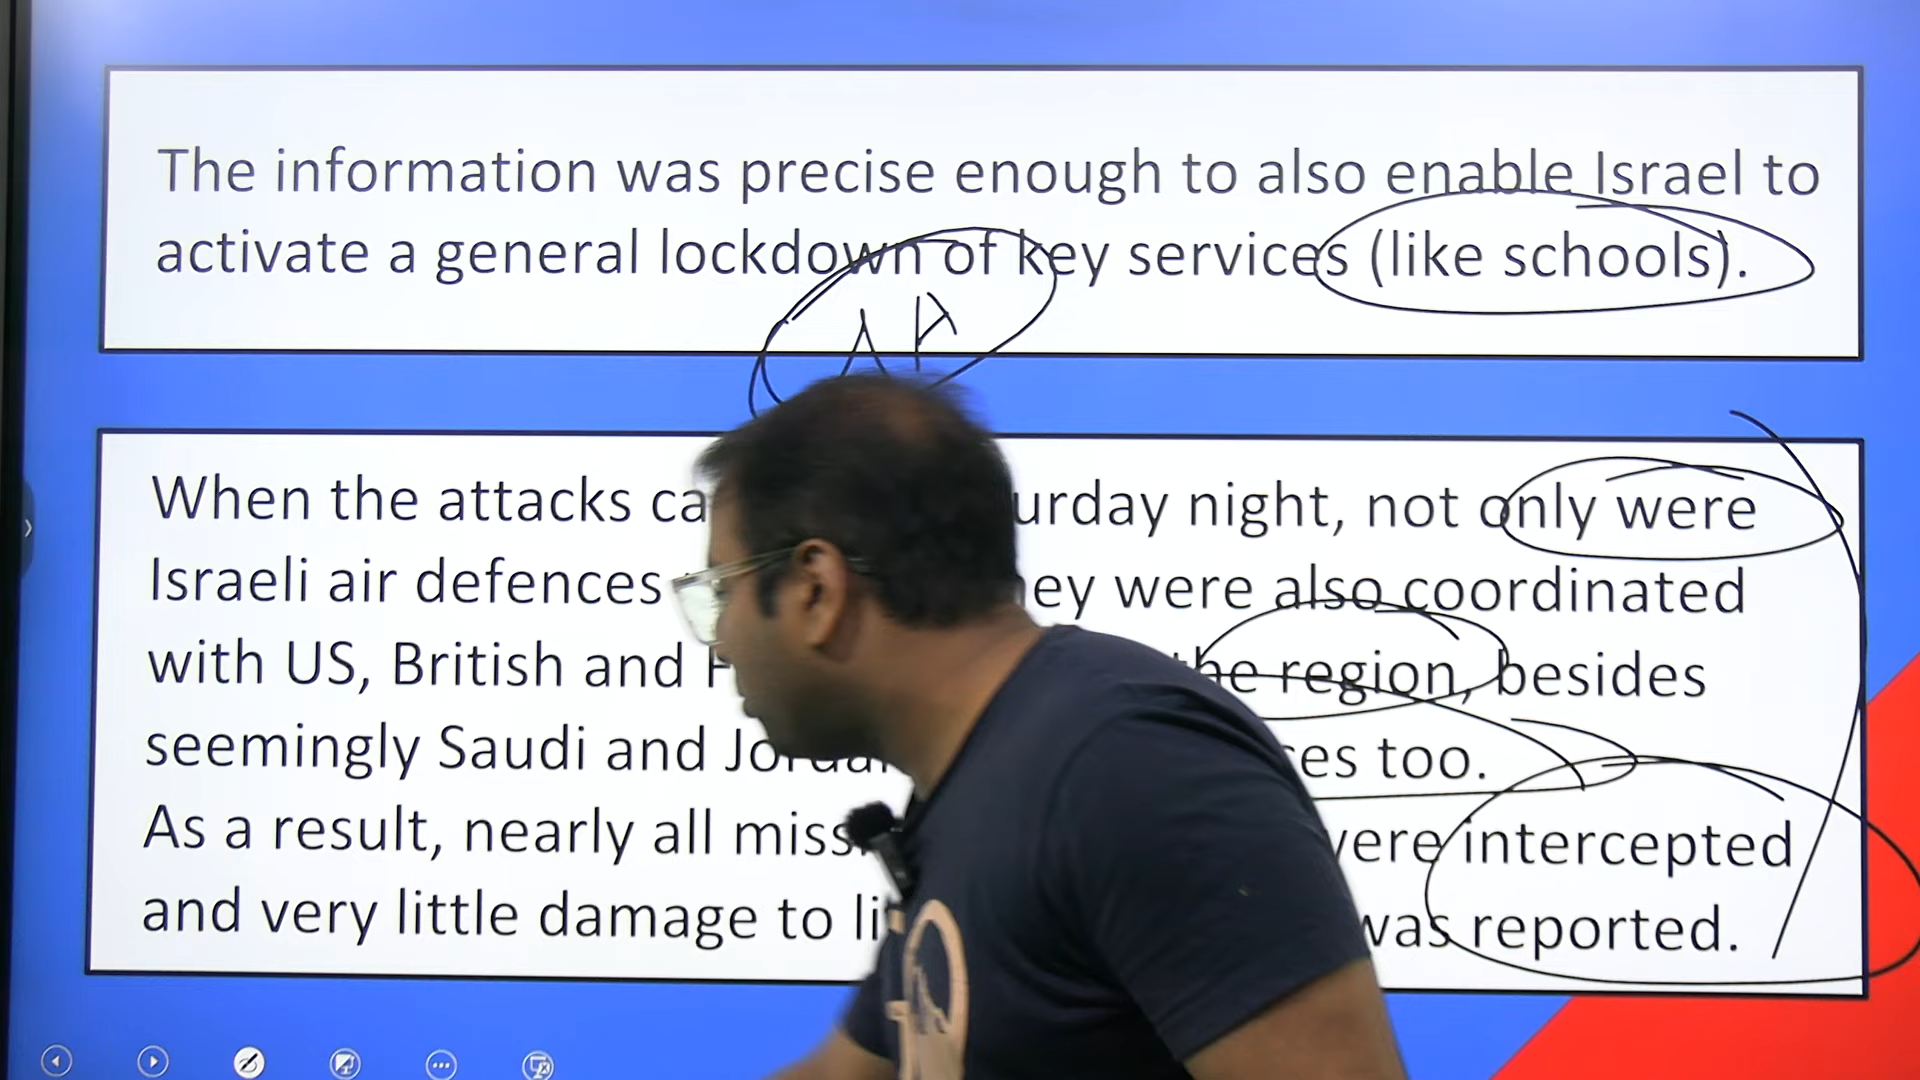 The information was precise enough to also enable Israel to
activate a general lockdown of key services (like schools).
When the attacks urday night, not only were
Israeli air defences ey were also coordinated
with US, British and the region, besides
seemingly Saudi and es too.
As a result, nearly all were intercepted
and very little damage to was reported.